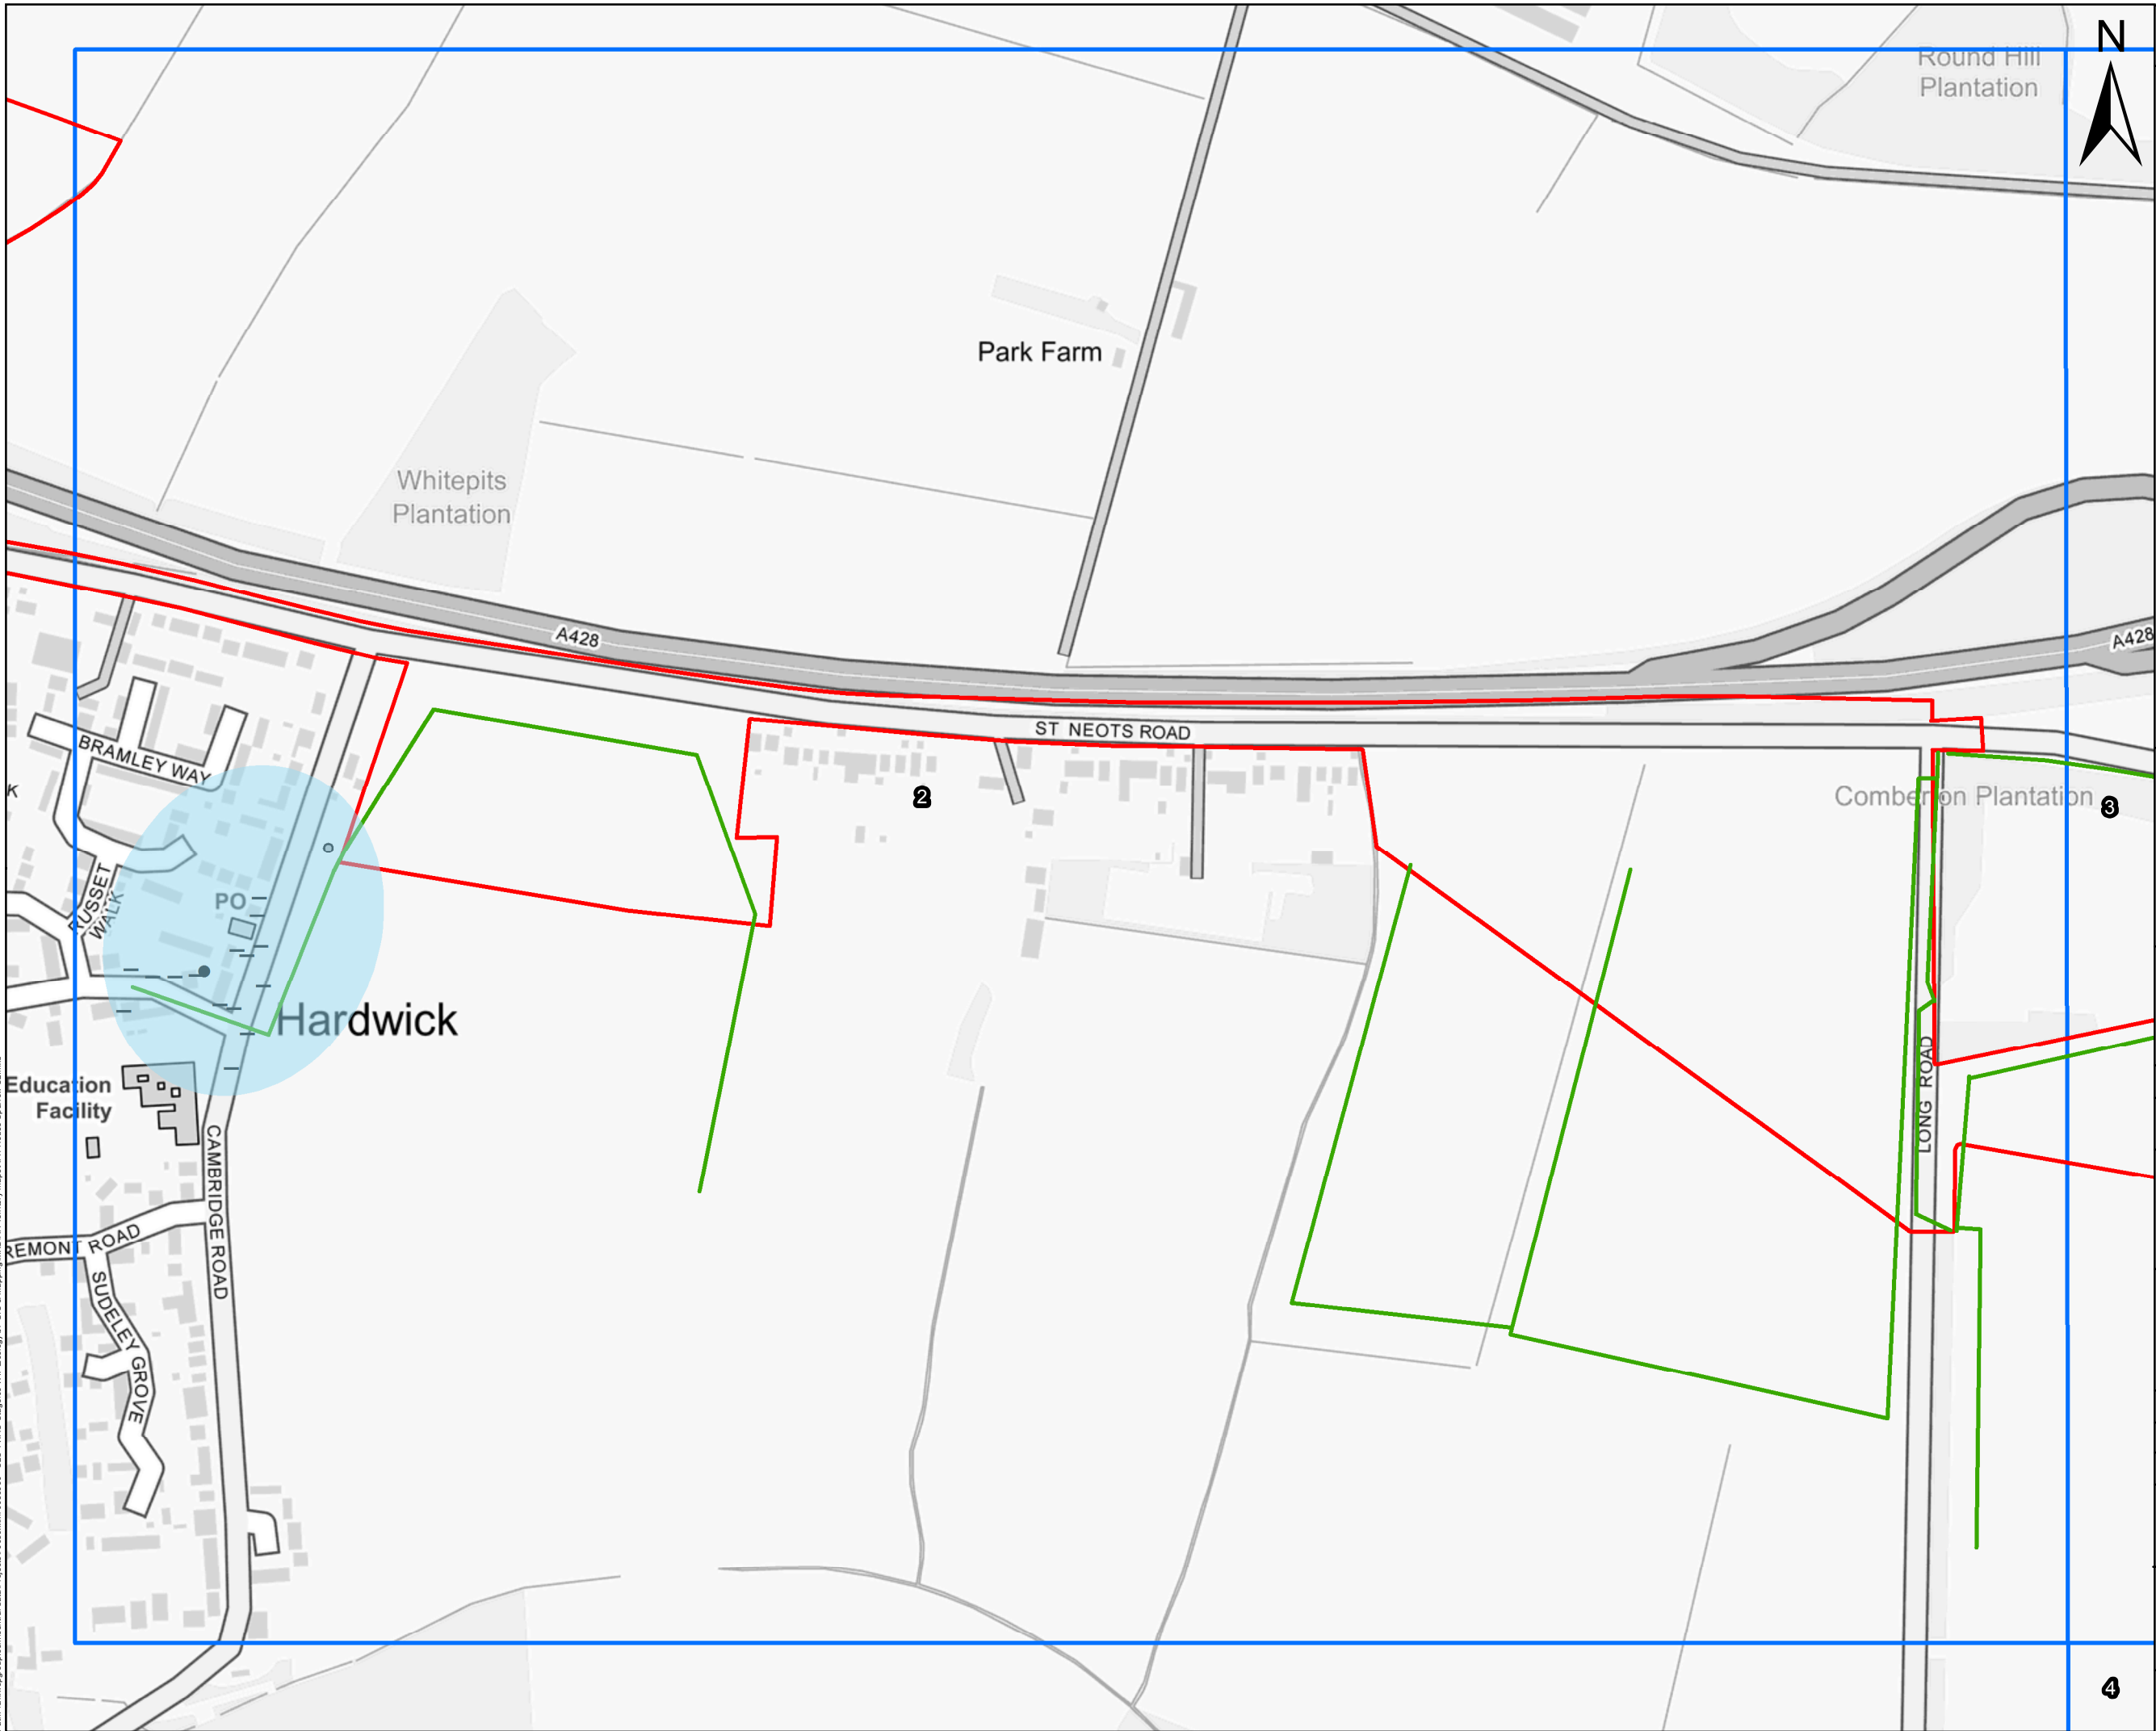 N
Round Hill
Plantation
Park Farm
Whitepits
Plantation
A428
A428
ST NEOTS ROAD
BRAMLEY WAY
K
2
Comberton Plantation
3
RUSSET
WALK
PO
Hardwick
LONG ROAD
Education
Facility
CAMBRIDGE ROAD
REMONT ROAD
SUDELEY GROVE
4